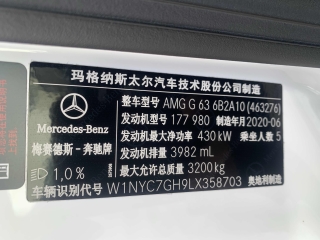 玛格纳斯太尔汽车技术股份公司制造
整车型号 AMG G 63 6B2A10 (463276)
发动机型号 177 980 制造年月 2020-06
发动机最大净功率 430 kW 乘坐人数 5
发动机排量 3982 mL
最大允许总质量 3200 kg
Mercedes-Benz
梅赛德斯-奔驰牌
1,0%
车辆识别代号 W1NYC7GH9LX358703 奥地利制造